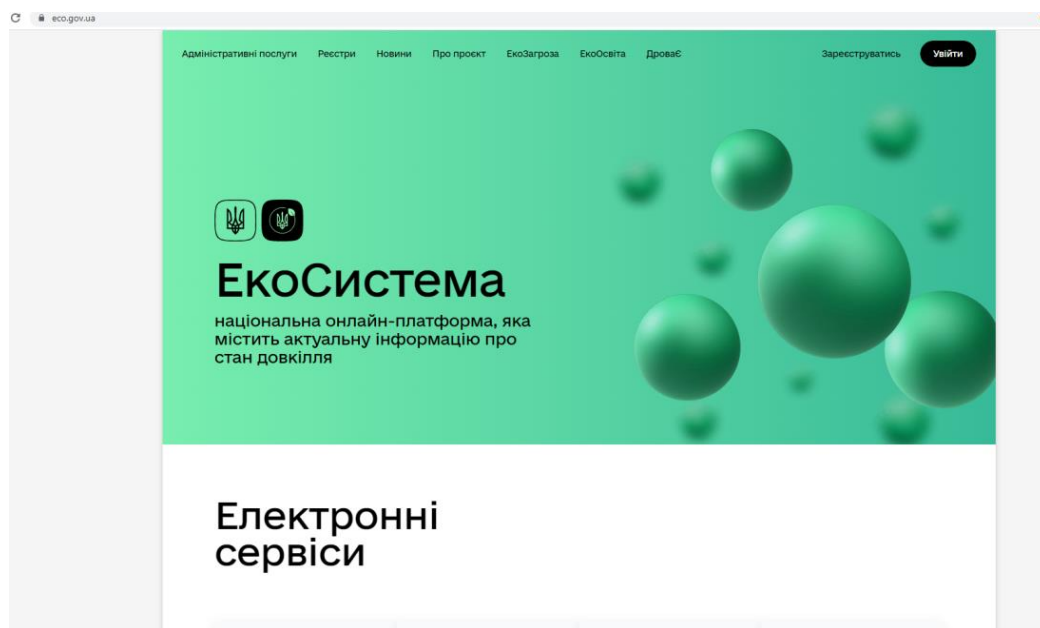 eco.gov.ua
Адміністративні послуги Реєстри Новини Про проєкт ЕкоЗагроза ЕкоОсвіта ДроваЄ Зареєструватись Увійти
ЕкоСистема
національна онлайн-платформа, яка
містить актуальну інформацію про
стан довкілля
Електронні
сервіси